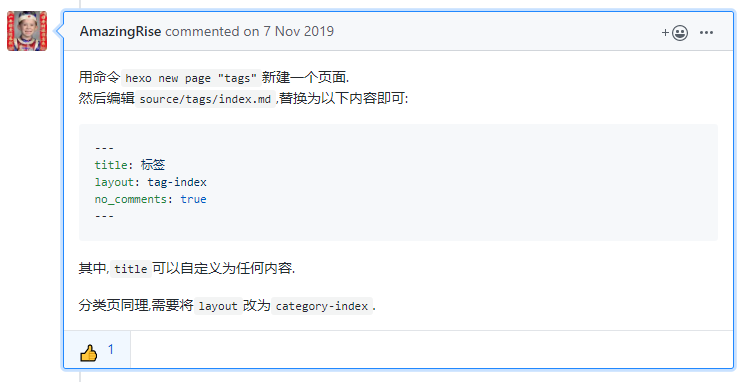 AmazingRise commented on 7 Nov 2019
用命令 hexo new page "tags" 新建一个页面.
然后编辑 source/tags/index.md ,替换为以下内容即可:
---
title: 标签
layout: tag-index
no_comments: true
---
其中, title 可以自定义为任何内容.
分类页同理,需要将 layout 改为 category-index .
1